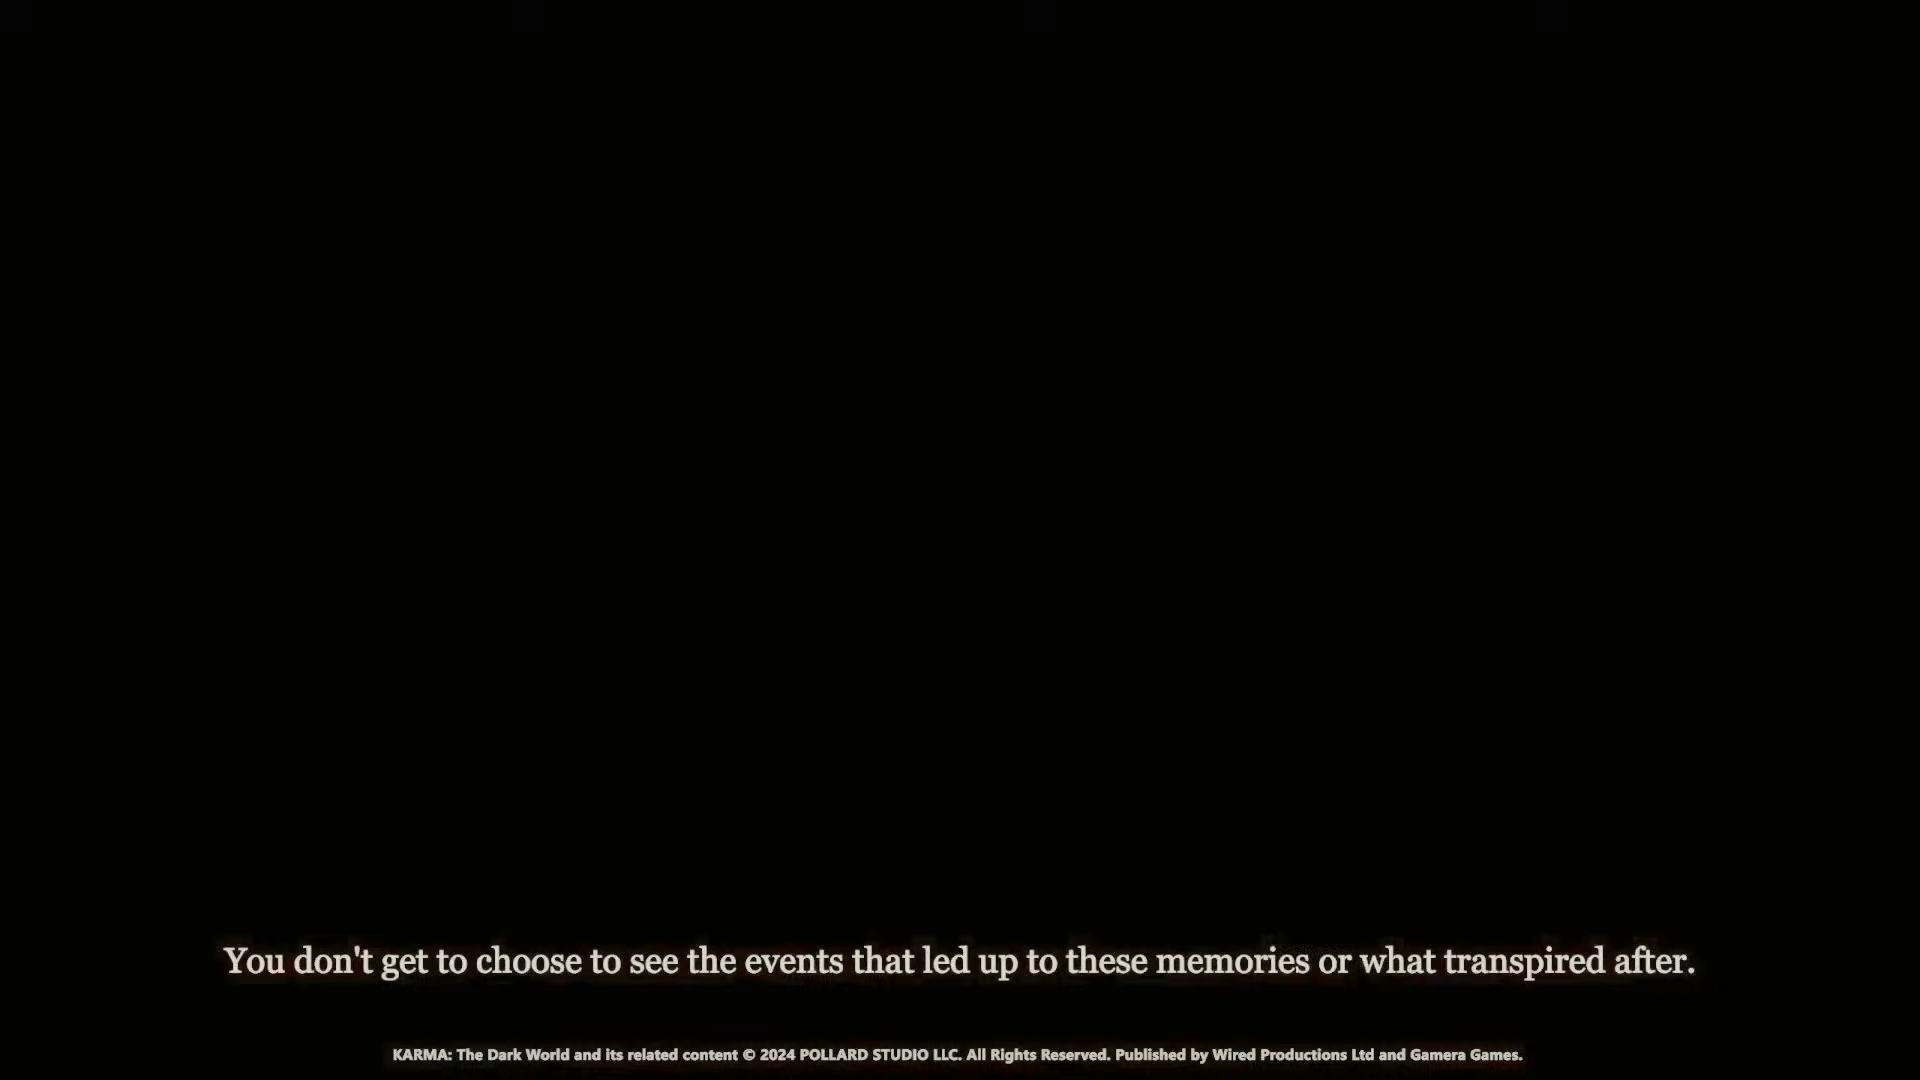 You don't get to choose to see the events that led up to these memories or what transpired after.
KARMA: The Dark World and its related content © 2024 POLLARD STUDIO LLC. All Rights Reserved. Published by Wired Productions Ltd and Gamera Games.